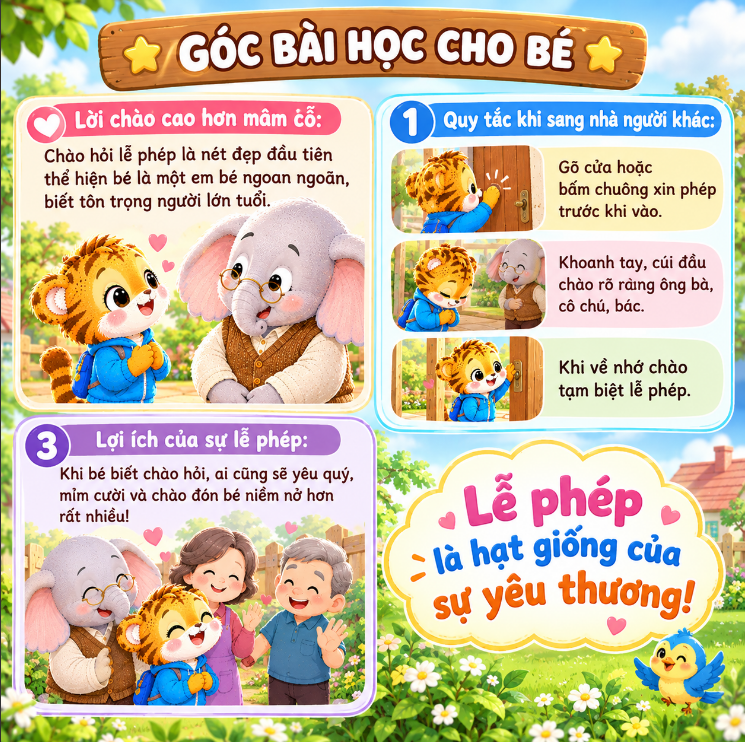 GÓC BÀI HỌC CHO BÉ
Lời chào cao hơn mâm cỗ:
Chào hỏi lễ phép là nét đẹp đầu tiên
thể hiện bé là một em bé ngoan ngoãn,
biết tôn trọng người lớn tuổi.
1 Quy tắc khi sang nhà người khác:
Gõ cửa hoặc
bấm chuông xin phép
trước khi vào.
Khoanh tay, cúi đầu
chào rõ ràng ông bà,
cô chú, bác.
Khi về nhớ chào
tạm biệt lễ phép.
3 Lợi ích của sự lễ phép:
Khi bé biết chào hỏi, ai cũng sẽ yêu quý,
mỉm cười và chào đón bé niềm nở hơn
rất nhiều!
Lễ phép
là hạt giống của
sự yêu thương!